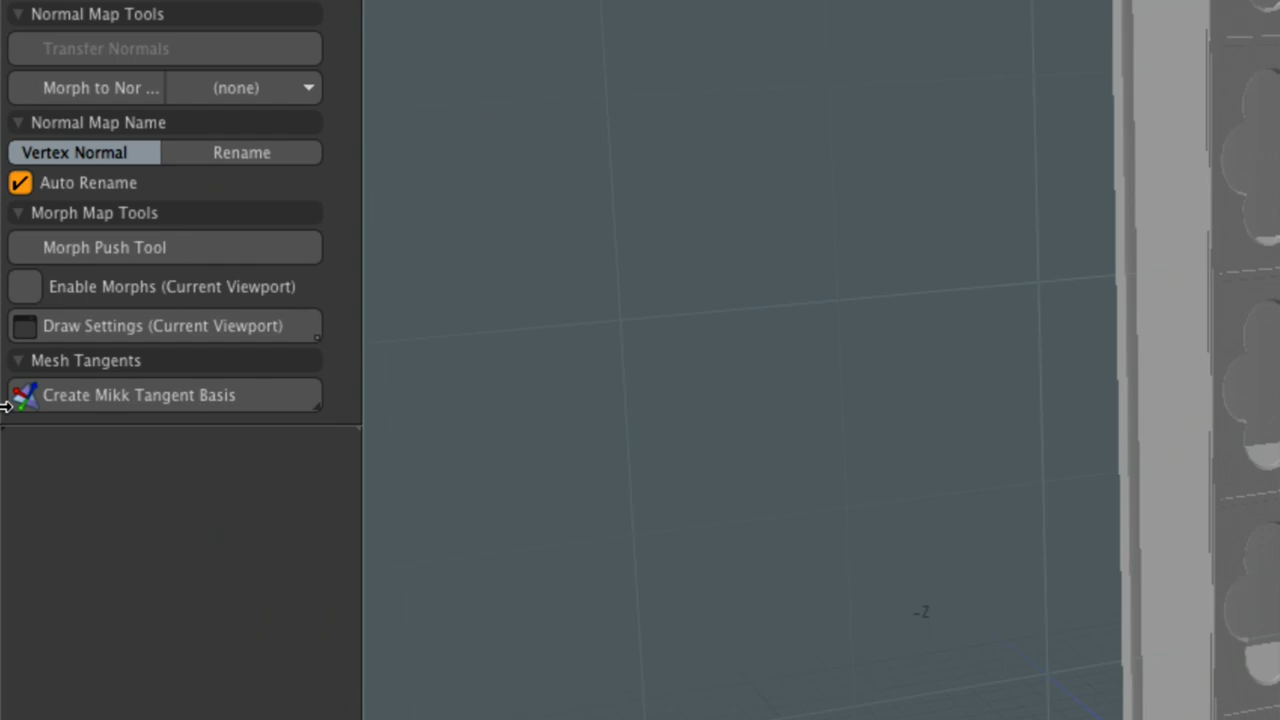 Normal Map Tools
Transfer Normals
Morph to Nor ... (none)
Normal Map Name
Vertex Normal Rename
Auto Rename
Morph Map Tools
Morph Push Tool
Enable Morphs (Current Viewport)
Draw Settings (Current Viewport)
Mesh Tangents
Create Mikk Tangent Basis
-Z